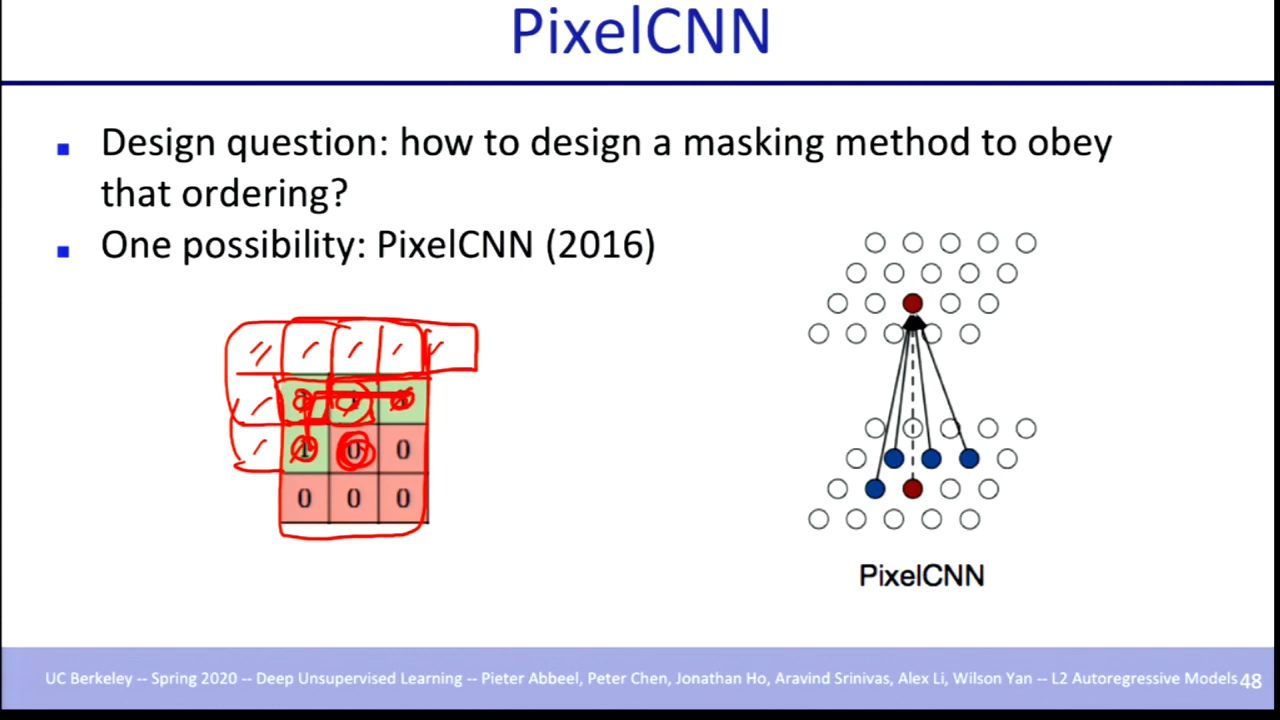 PixelCNN
Design question: how to design a masking method to obey
that ordering?
One possibility: PixelCNN (2016)
1 0 0
0 0 0
PixelCNN
UC Berkeley -- Spring 2020 -- Deep Unsupervised Learning -- Pieter Abbeel, Peter Chen, Jonathan Ho, Aravind Srinivas, Alex Li, Wilson Yan -- L2 Autoregressive Models 48